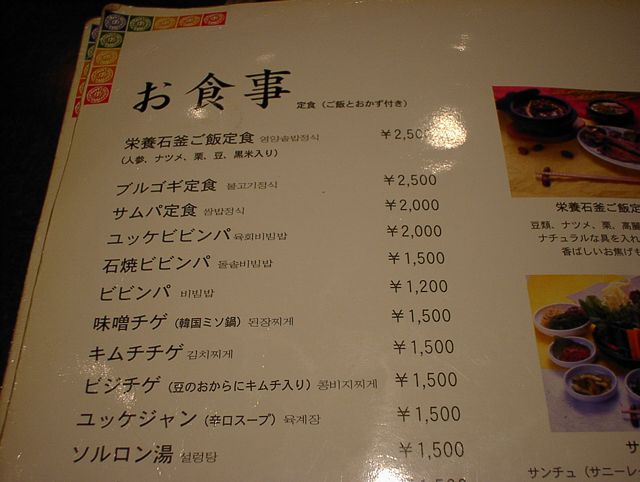 お食事 定食（ご飯とおかず付き）
栄養石釜ご飯定食 영양솥밥정식 ￥2,500
（人参、ナツメ、栗、豆、黒米入り）
ブルゴギ定食 불고기정식 ￥2,500
サムパ定食 쌈밥정식 ￥2,000
ユッケビビンパ 육회비빔밥 ￥2,000
石焼ビビンパ 돌솥비빔밥 ￥1,500
ビビンパ 비빔밥 ￥1,200
味噌チゲ（韓国ミソ鍋）된장찌게 ￥1,500
キムチチゲ 김치찌게 ￥1,500
ビジチゲ（豆のおからにキムチ入り）콩비지찌게 ￥1,500
ユッケジャン（辛口スープ）육계장 ￥1,500
ソルロン湯 설렁탕 ￥1,500
栄養石釜ご飯定
豆類、ナツメ、栗、高麗
ナチュラルな具を入れ
香ばしいお焦げも
サ
サンチュ（サニーレ